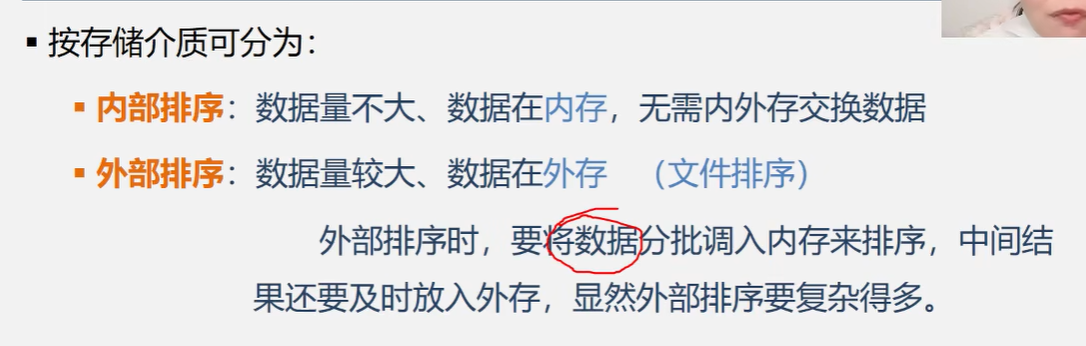 ▪ 按存储介质可分为：
▪ 内部排序：数据量不大、数据在内存，无需内外存交换数据
▪ 外部排序：数据量较大、数据在外存 （文件排序）
外部排序时，要将数据分批调入内存来排序，中间结
果还要及时放入外存，显然外部排序要复杂得多。